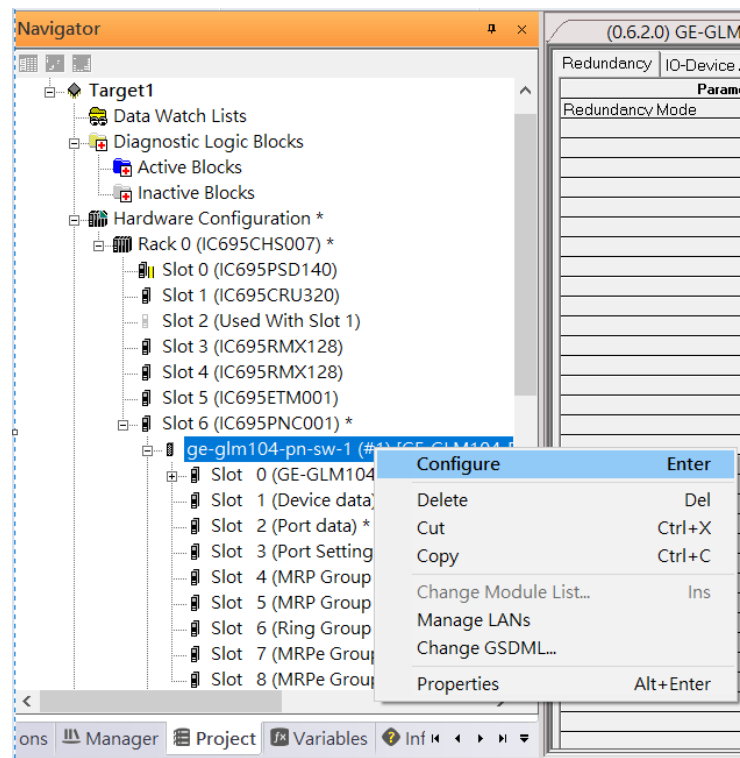 Navigator
(0.6.2.0) GE-GLM
Redundancy
IO-Device
Redundancy Mode
Target1
Data Watch Lists
Diagnostic Logic Blocks
Active Blocks
Inactive Blocks
Hardware Configuration *
Rack 0 (IC695CHS007) *
Slot 0 (IC695PSD140)
Slot 1 (IC695CRU320)
Slot 2 (Used With Slot 1)
Slot 3 (IC695RMX128)
Slot 4 (IC695RMX128)
Slot 5 (IC695ETM001)
Slot 6 (IC695PNC001) *
ge-glm104-pn-sw-1 (#1) [GE-GLM104-
Slot 0 (GE-GLM104
Slot 1 (Device data)
Slot 2 (Port data) *
Slot 3 (Port Setting
Slot 4 (MRP Group
Slot 5 (MRP Group
Slot 6 (Ring Group
Slot 7 (MRPe Group
Slot 8 (MRPe Group
Configure Enter
Delete Del
Cut Ctrl+X
Copy Ctrl+C
Change Module List... Ins
Manage LANs
Change GSDML...
Properties Alt+Enter
ons Manager Project Variables Inf